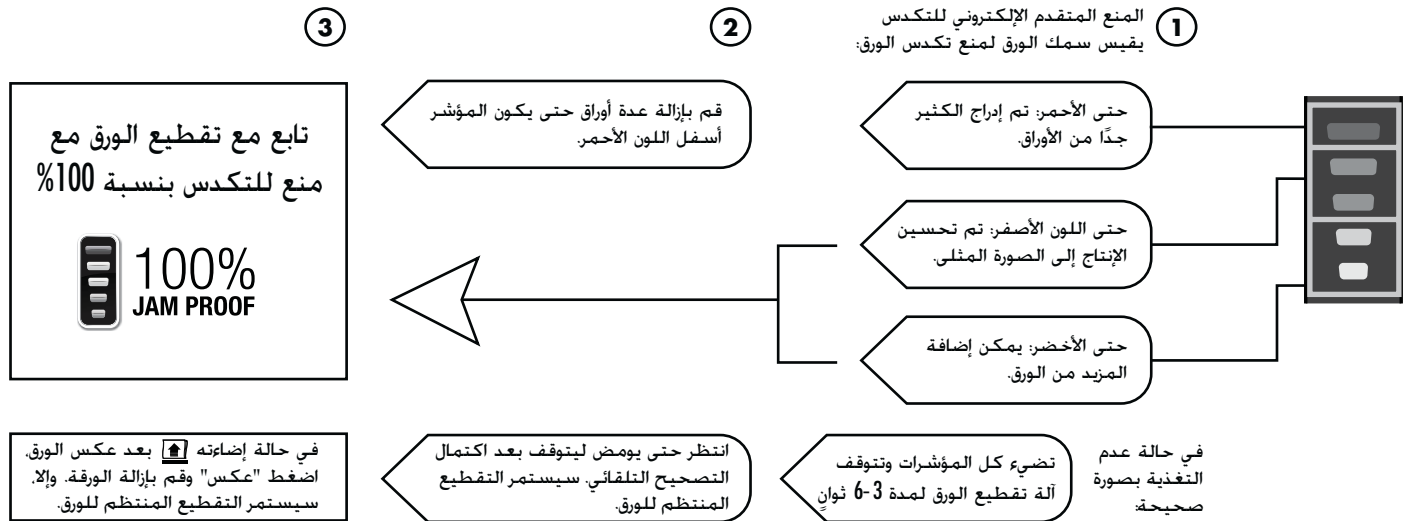 ①
المنع المتقدم الإلكتروني للتكدس
يقيس سمك الورق لمنع تكدس الورق:
حتى الأحمر: تم إدراج الكثير
جدًا من الأوراق.
حتى اللون الأصفر: تم تحسين
الإنتاج إلى الصورة المثلى.
حتى الأخضر: يمكن إضافة
المزيد من الورق.
②
قم بإزالة عدة أوراق حتى يكون المؤشر
أسفل اللون الأحمر.
③
تابع مع تقطيع الورق مع
منع للتكدس بنسبة 100%
100%
JAM PROOF
في حالة عدم
التغذية بصورة
صحيحة:
تضيء كل المؤشرات وتتوقف
آلة تقطيع الورق لمدة 3-6 ثوانٍ
انتظر حتى يومض ليتوقف بعد اكتمال
التصحيح التلقائي. سيستمر التقطيع
المنتظم للورق.
في حالة إضاءته بعد عكس الورق،
اضغط "عكس" وقم بإزالة الورقة. وإلا،
سيستمر التقطيع المنتظم للورق.